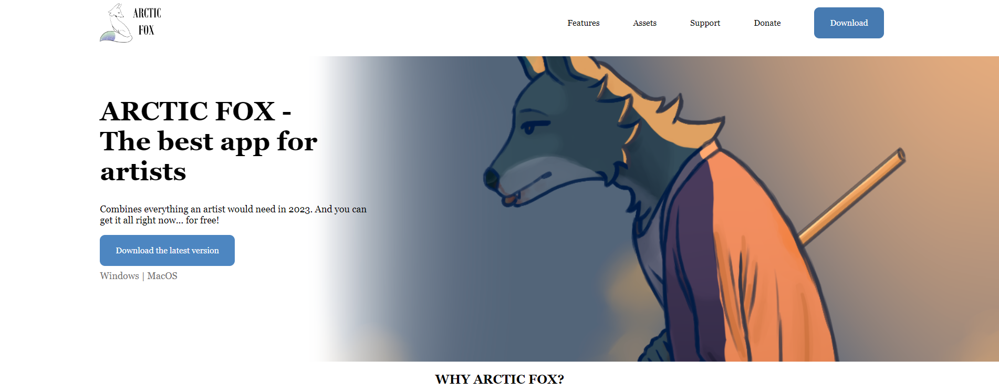 ARCTIC
FOX
Features Assets Support Donate Download
ARCTIC FOX -
The best app for
artists
Combines everything an artist would need in 2023. And you can
get it all right now... for free!
Download the latest version
Windows | MacOS
WHY ARCTIC FOX?